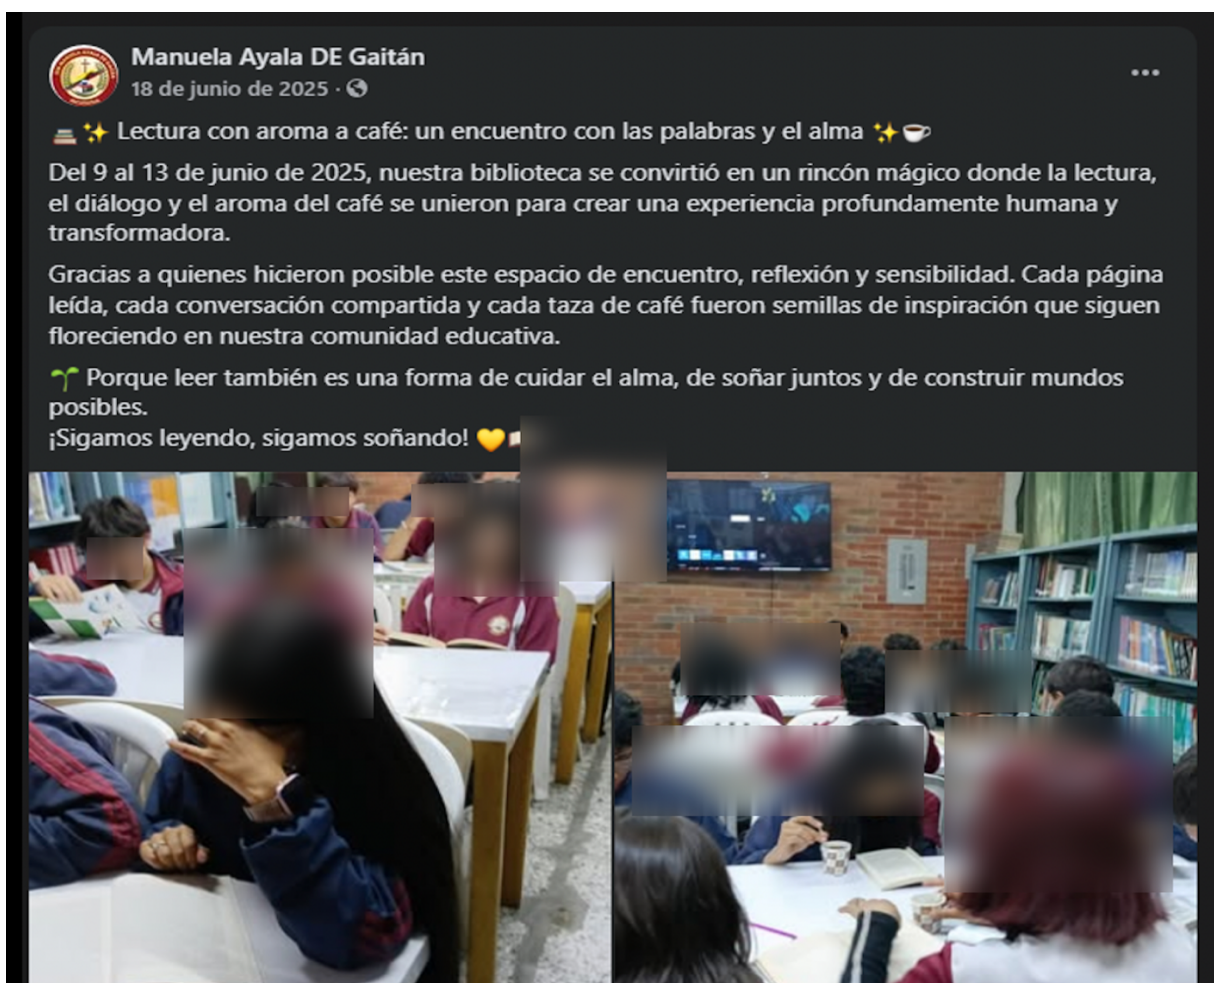 Manuela Ayala DE Gaitán
18 de junio de 2025 ·
Lectura con aroma a café: un encuentro con las palabras y el alma
Del 9 al 13 de junio de 2025, nuestra biblioteca se convirtió en un rincón mágico donde la lectura,
el diálogo y el aroma del café se unieron para crear una experiencia profundamente humana y
transformadora.
Gracias a quienes hicieron posible este espacio de encuentro, reflexión y sensibilidad. Cada página
leída, cada conversación compartida y cada taza de café fueron semillas de inspiración que siguen
floreciendo en nuestra comunidad educativa.
Porque leer también es una forma de cuidar el alma, de soñar juntos y de construir mundos
posibles.
¡Sigamos leyendo, sigamos soñando!